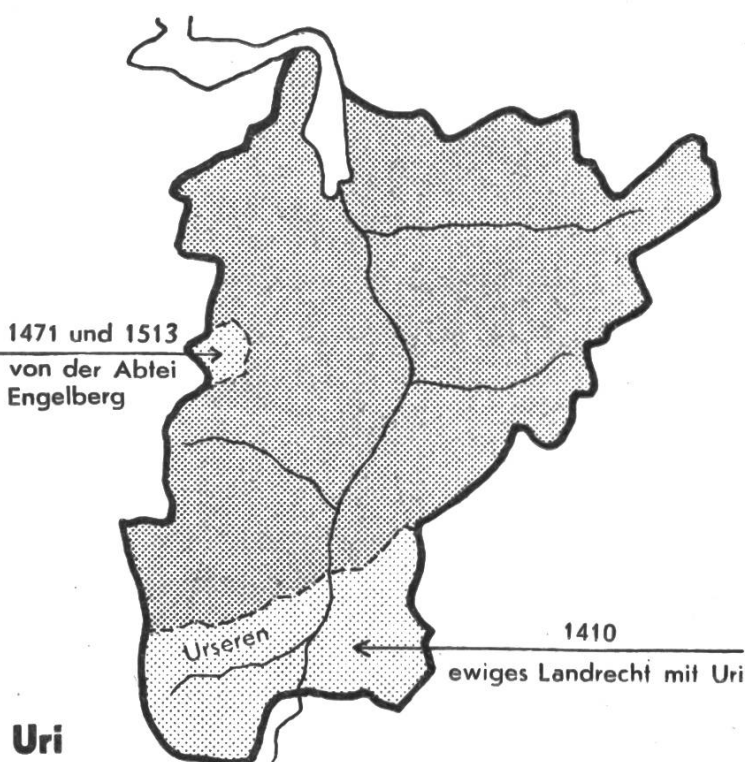 1471 und 1513
von der Abtei
Engelberg
Urseren
1410
ewiges Landrecht mit Uri
Uri